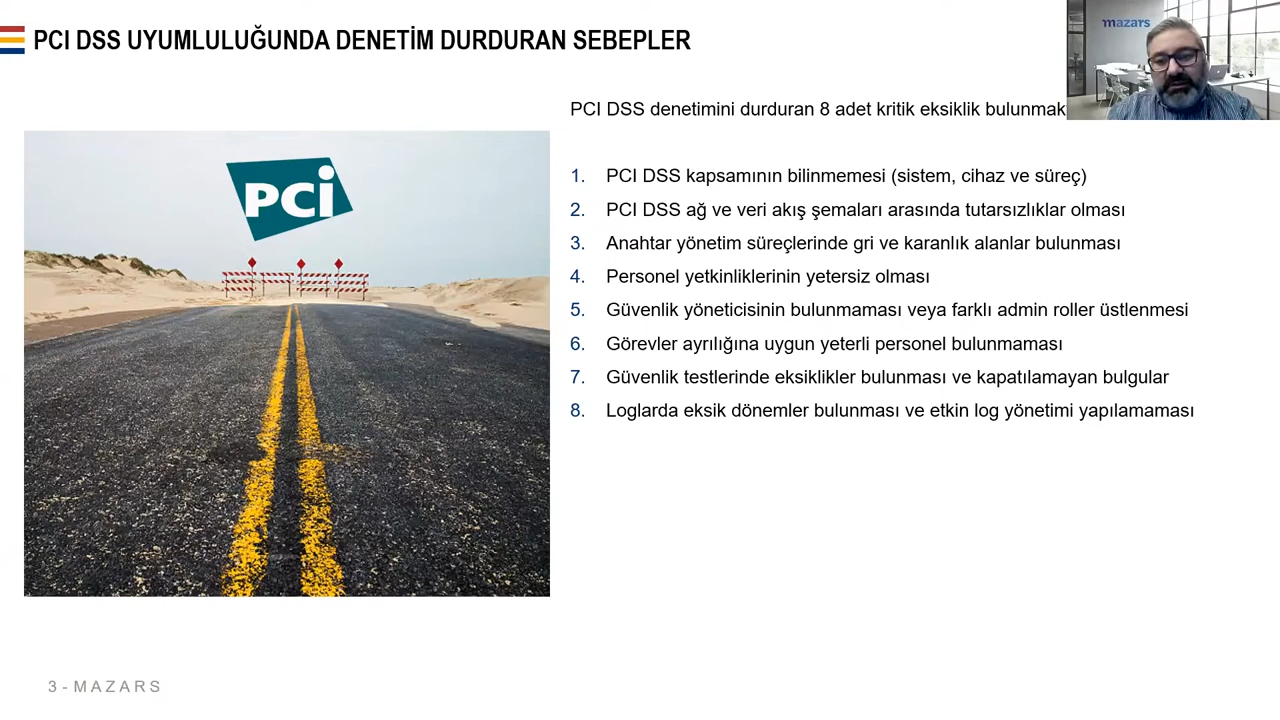 PCI DSS UYUMLULUĞUNDA DENETİM DURDURAN SEBEPLER
mazars
PCI DSS denetimini durduran 8 adet kritik eksiklik bulunmak
PCI
1. PCI DSS kapsamının bilinmemesi (sistem, cihaz ve süreç)
2. PCI DSS ağ ve veri akış şemaları arasında tutarsızlıklar olması
3. Anahtar yönetim süreçlerinde gri ve karanlık alanlar bulunması
4. Personel yetkinliklerinin yetersiz olması
5. Güvenlik yöneticisinin bulunmaması veya farklı admin roller üstlenmesi
6. Görevler ayrılığına uygun yeterli personel bulunmaması
7. Güvenlik testlerinde eksiklikler bulunması ve kapatılamayan bulgular
8. Loglarda eksik dönemler bulunması ve etkin log yönetimi yapılamaması
3 - MAZARS